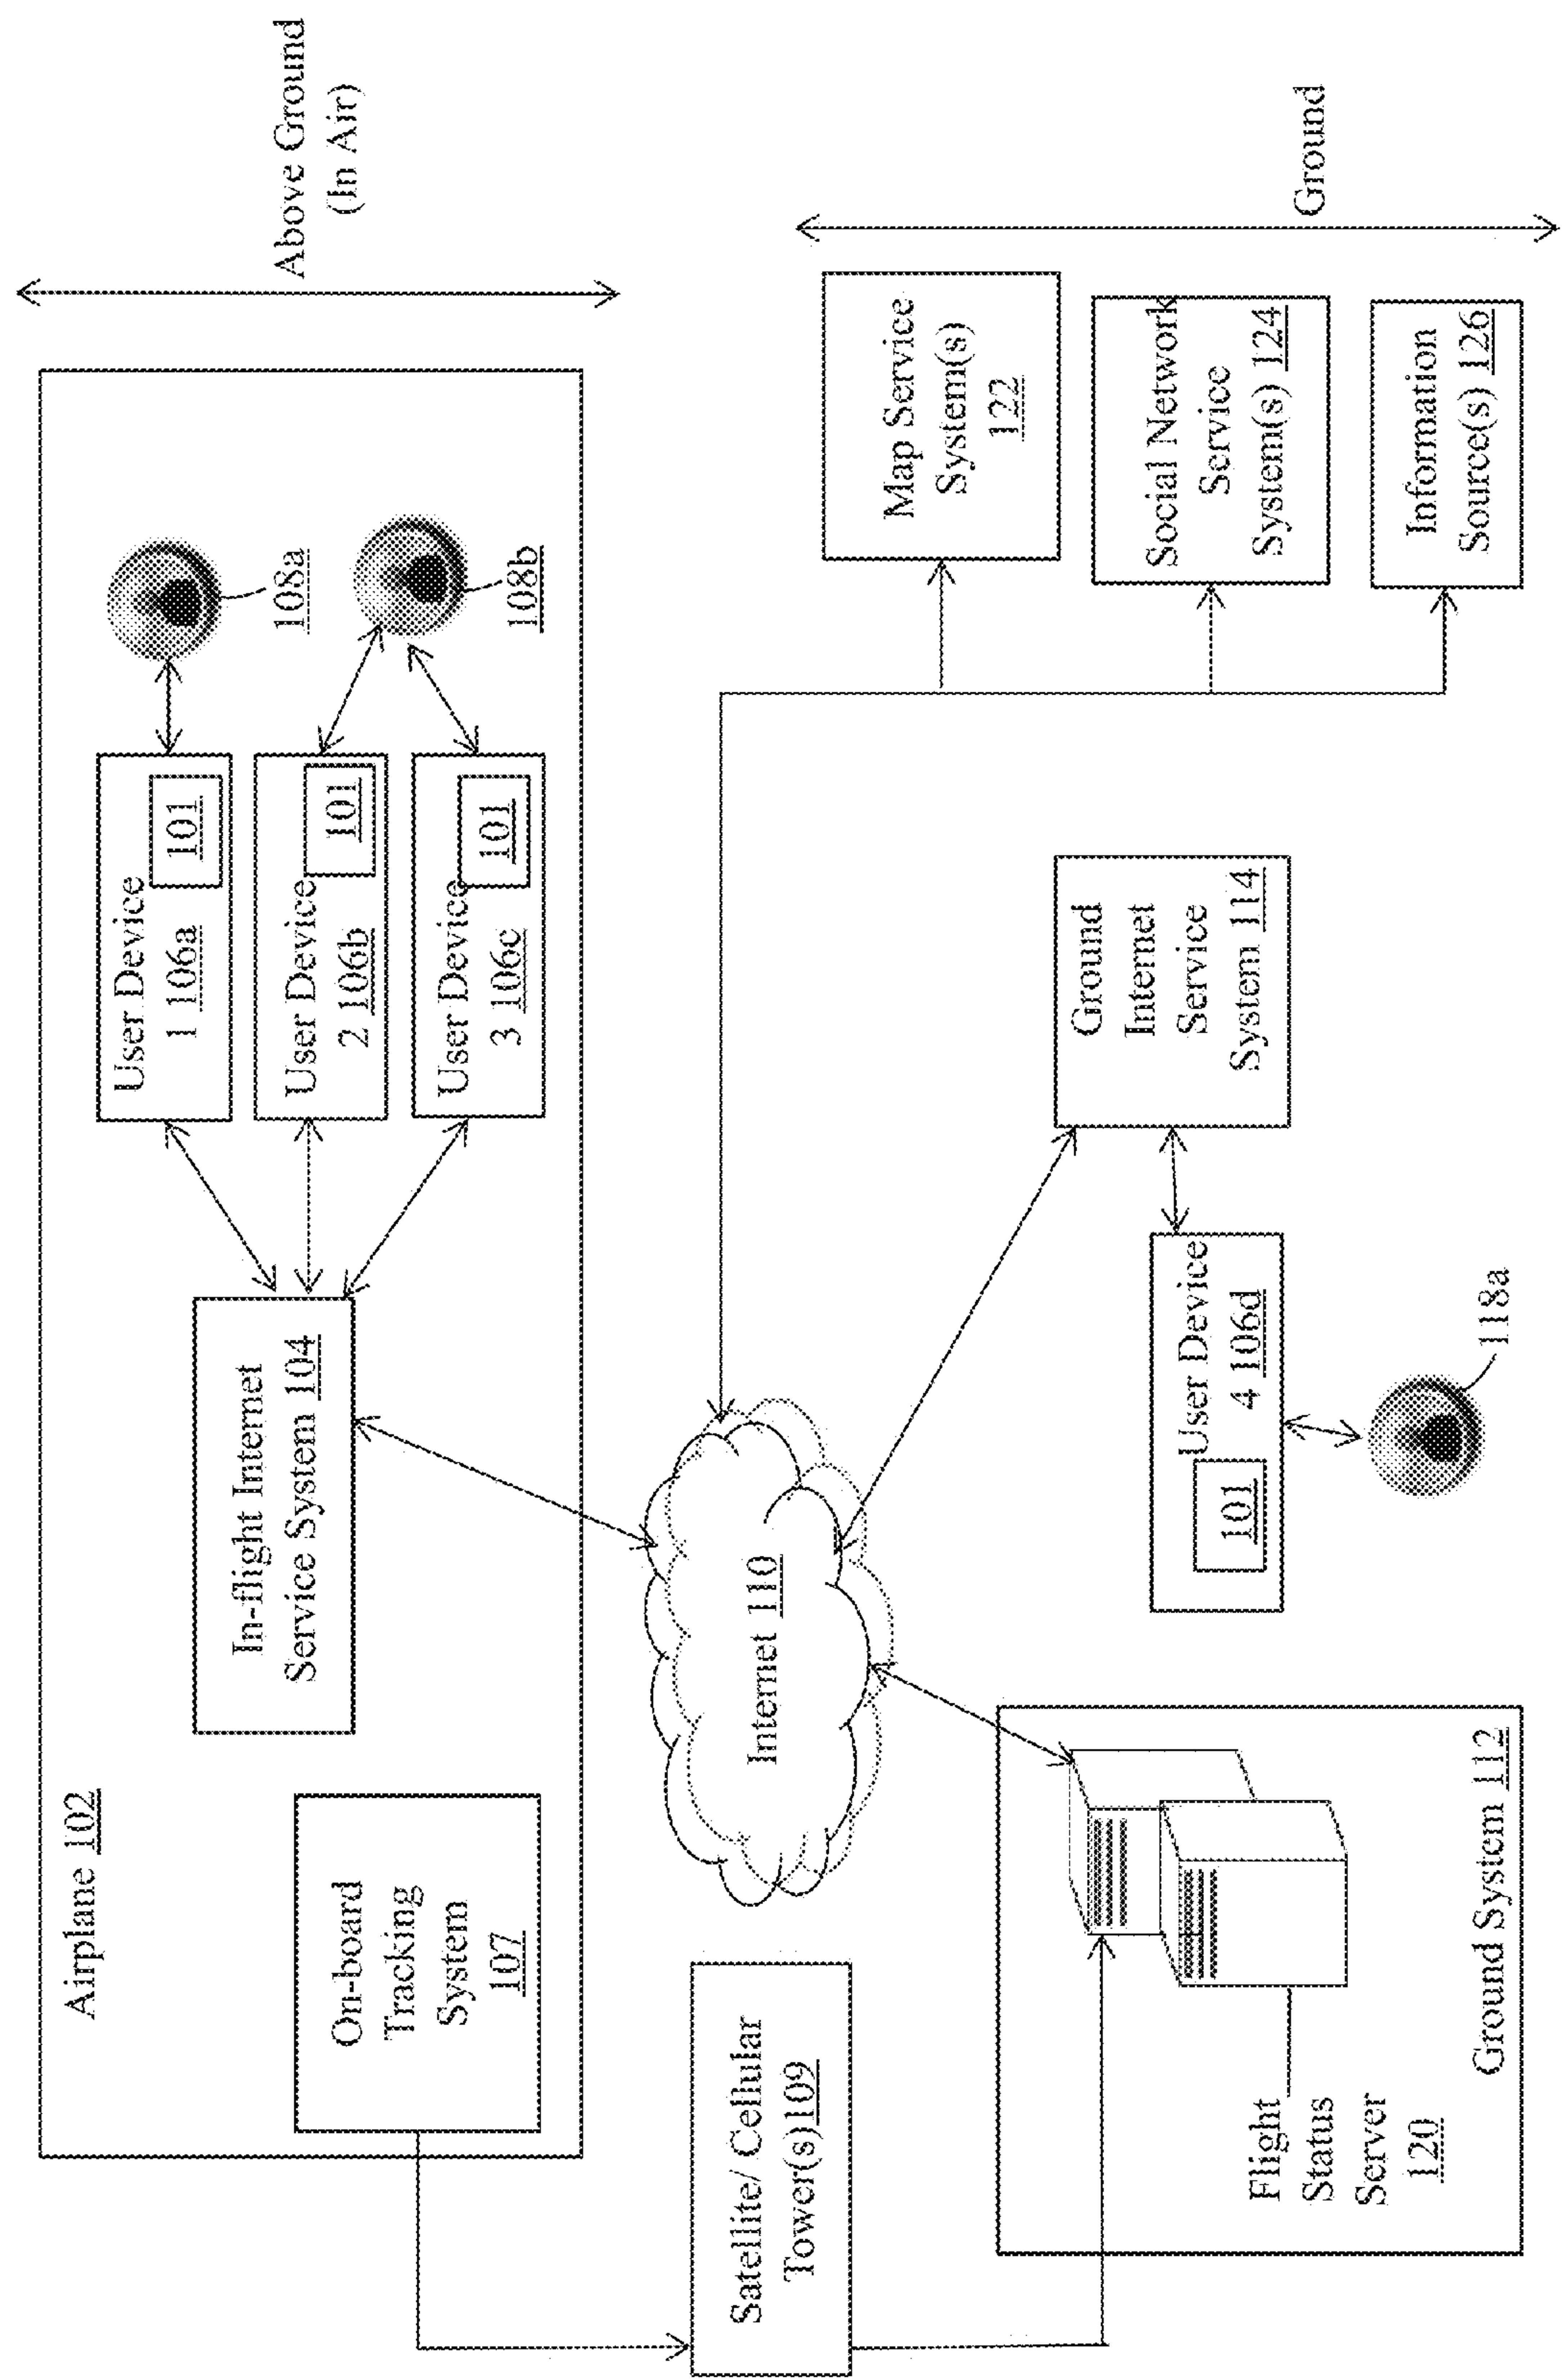 Airplane 102
Above Ground
(In Air)
On-board
Tracking
System
107
In-flight Internet
Service System 104
User Device
1 106a
101
108a
User Device
2 106b
101
User Device
3 106c
101
108b
Satellite/ Cellular
Tower(s)109
Internet 110
Map Service
System(s)
122
Ground
Social Network
Service
System(s) 124
Information
Source(s) 126
Ground
Internet
Service
System 114
User Device
4 106d
101
118a
Flight
Status
Server
120
Ground System 112